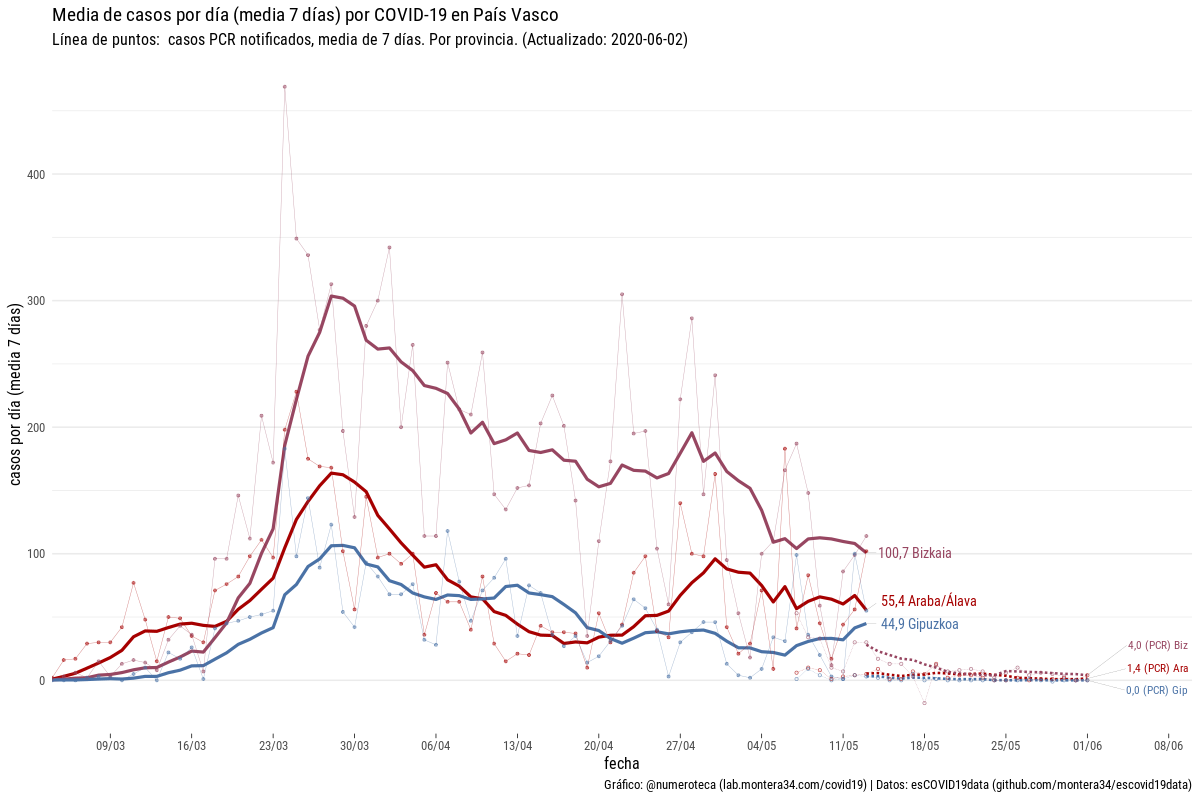 Media de casos por día (media 7 días) por COVID-19 en País Vasco
Línea de puntos:  casos PCR notificados, media de 7 días. Por provincia. (Actualizado: 2020-06-02)
casos por día (media 7 días)
400
300
200
100
0
100,7 Bizkaia
55,4 Araba/Álava
44,9 Gipuzkoa
4,0 (PCR) Biz
1,4 (PCR) Ara
0,0 (PCR) Gip
09/03 16/03 23/03 30/03 06/04 13/04 20/04 27/04 04/05 11/05 18/05 25/05 01/06 08/06
fecha
Gráfico: @numeroteca (lab.montera34.com/covid19) | Datos: esCOVID19data (github.com/montera34/escovid19data)